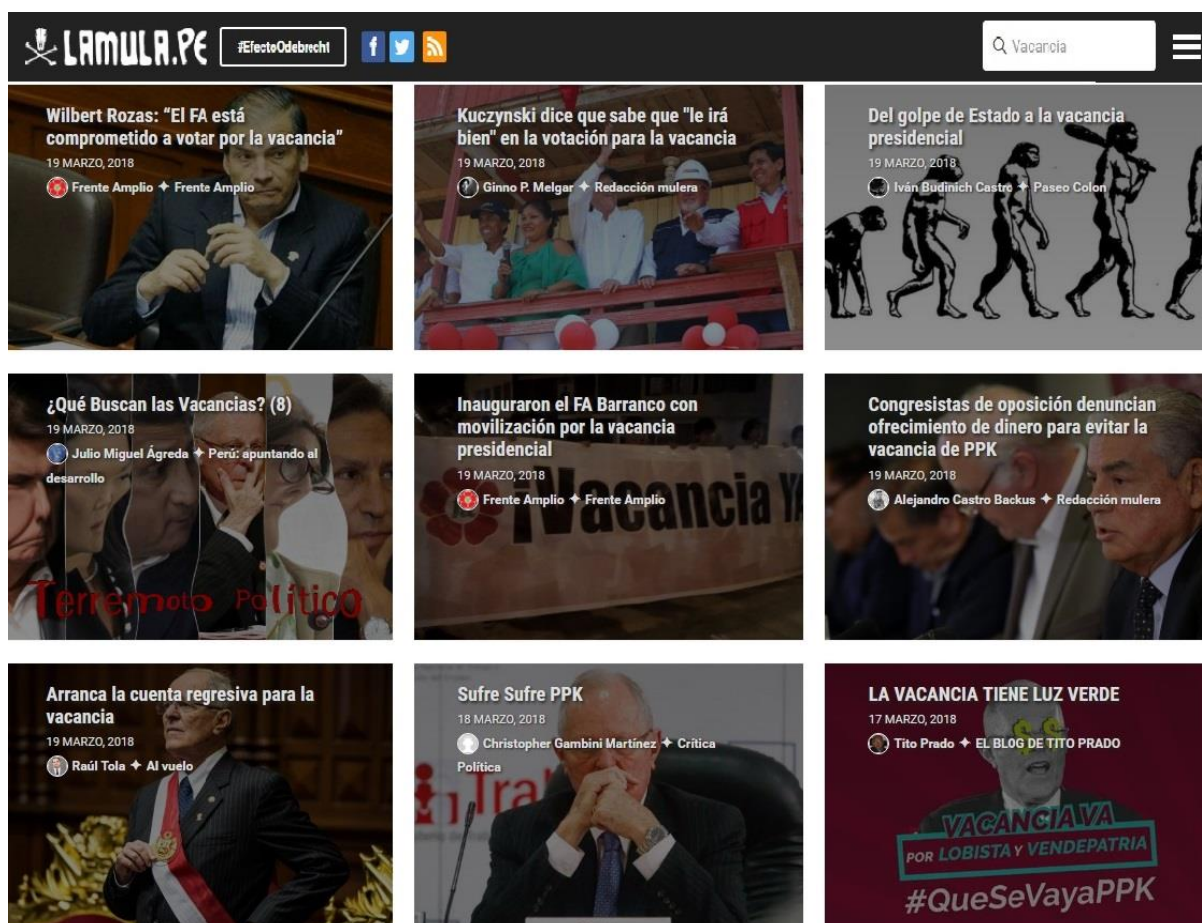 LAMULA.PE
#EfectoOdebrecht
Vacancia
Wilbert Rozas: “El FA está
comprometido a votar por la vacancia”
19 MARZO, 2018
Frente Amplio ✦ Frente Amplio
Kuczynski dice que sabe que "le irá
bien" en la votación para la vacancia
19 MARZO, 2018
Ginno P. Melgar ✦ Redacción mulera
Del golpe de Estado a la vacancia
presidencial
19 MARZO, 2018
Iván Budinich Castro ✦ Paseo Colon
¿Qué Buscan las Vacancias? (8)
19 MARZO, 2018
Julio Miguel Ágreda ✦ Perú: apuntando al
desarrollo
Terremoto Político
Inauguraron el FA Barranco con
movilización por la vacancia
presidencial
19 MARZO, 2018
Frente Amplio ✦ Frente Amplio
¡Vacancia YA
Congresistas de oposición denuncian
ofrecimiento de dinero para evitar la
vacancia de PPK
19 MARZO, 2018
Alejandro Castro Backus ✦ Redacción mulera
Arranca la cuenta regresiva para la
vacancia
19 MARZO, 2018
Raúl Tola ✦ Al vuelo
Sufre Sufre PPK
18 MARZO, 2018
Christopher Gambini Martínez ✦ Crítica
Política
Tra
LA VACANCIA TIENE LUZ VERDE
17 MARZO, 2018
Tito Prado ✦ EL BLOG DE TITO PRADO
VACANCIA VA
POR LOBISTA Y VENDEPATRIA
#QueSeVayaPPK